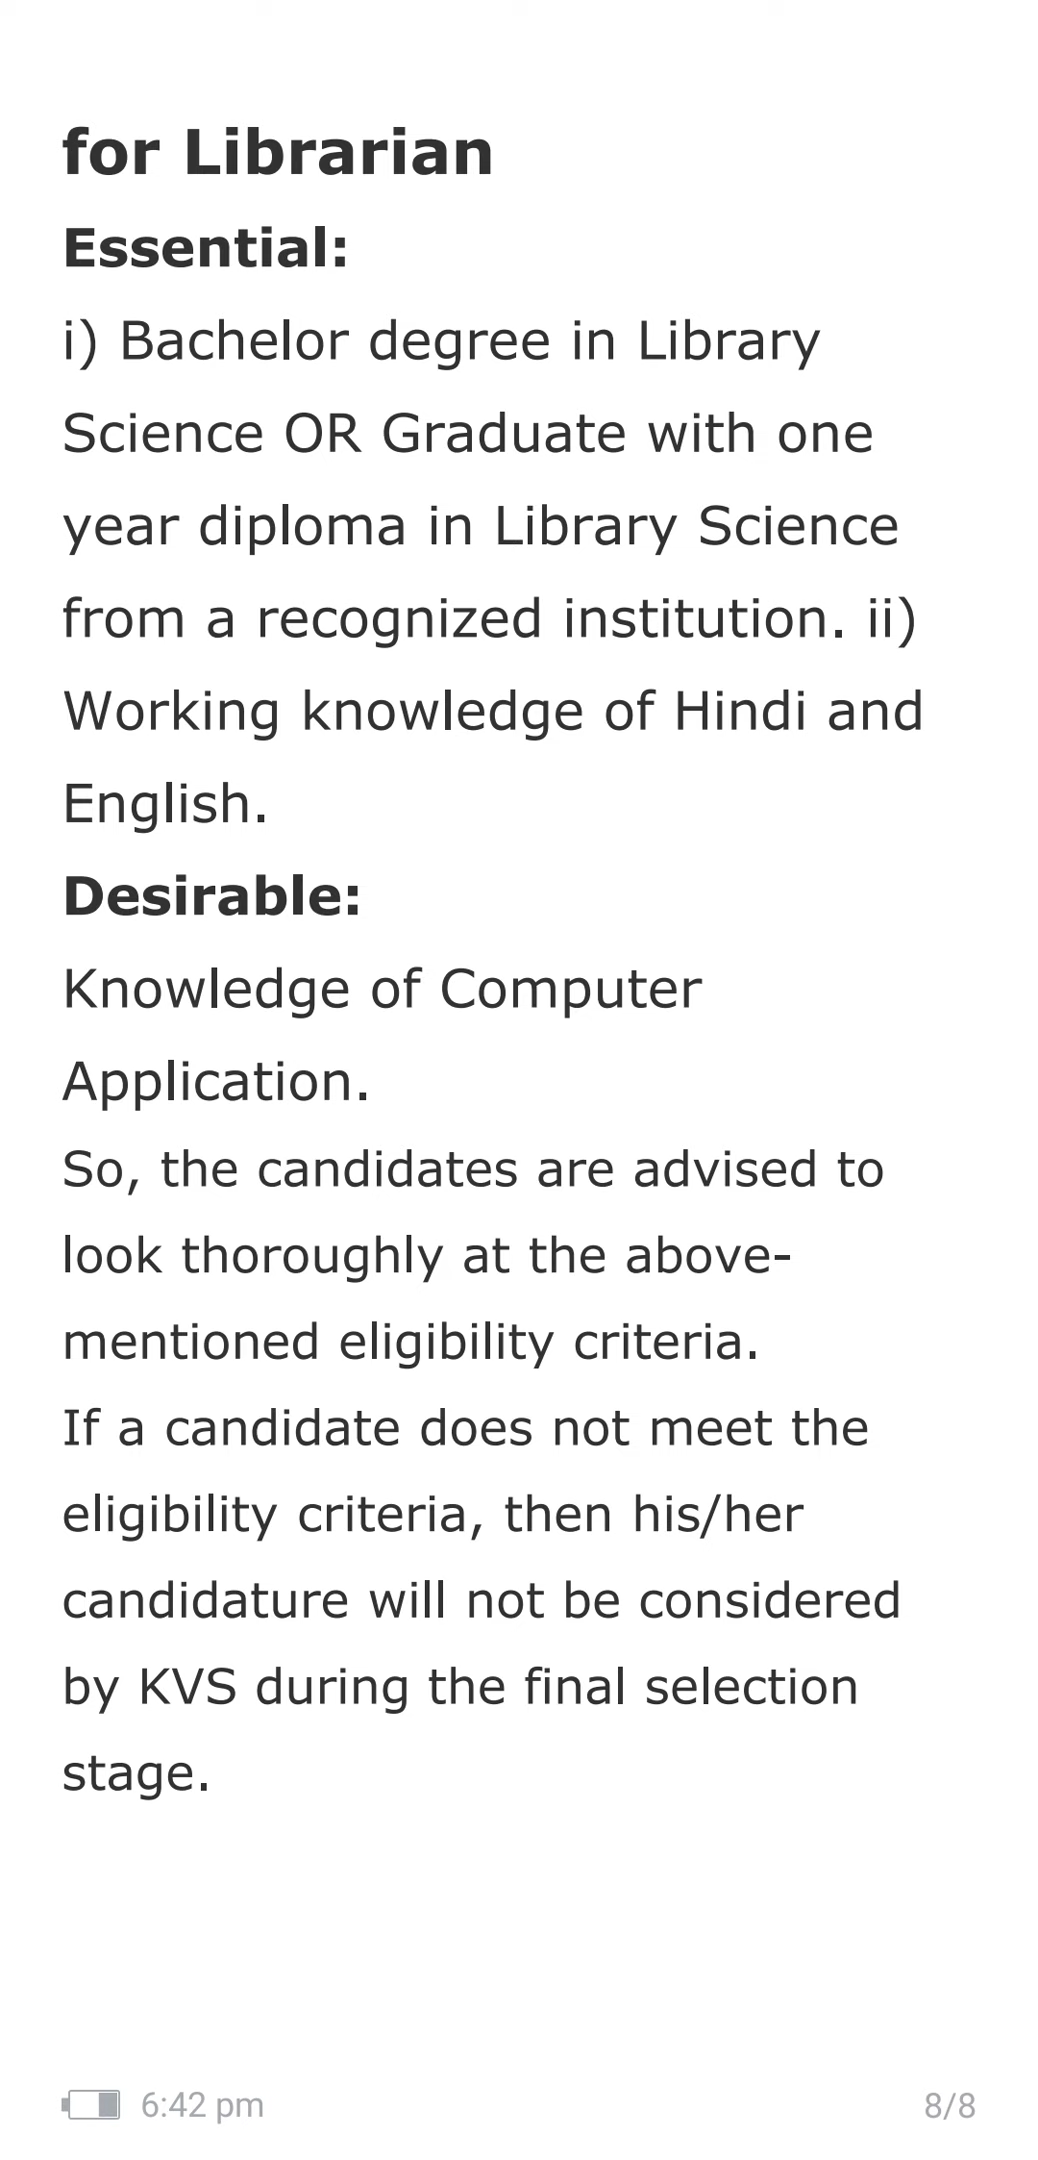 for Librarian
Essential:
i) Bachelor degree in Library
Science OR Graduate with one
year diploma in Library Science
from a recognized institution. ii)
Working knowledge of Hindi and
English.
Desirable:
Knowledge of Computer
Application.
So, the candidates are advised to
look thoroughly at the above-
mentioned eligibility criteria.
If a candidate does not meet the
eligibility criteria, then his/her
candidature will not be considered
by KVS during the final selection
stage.
6:42 pm 8/8